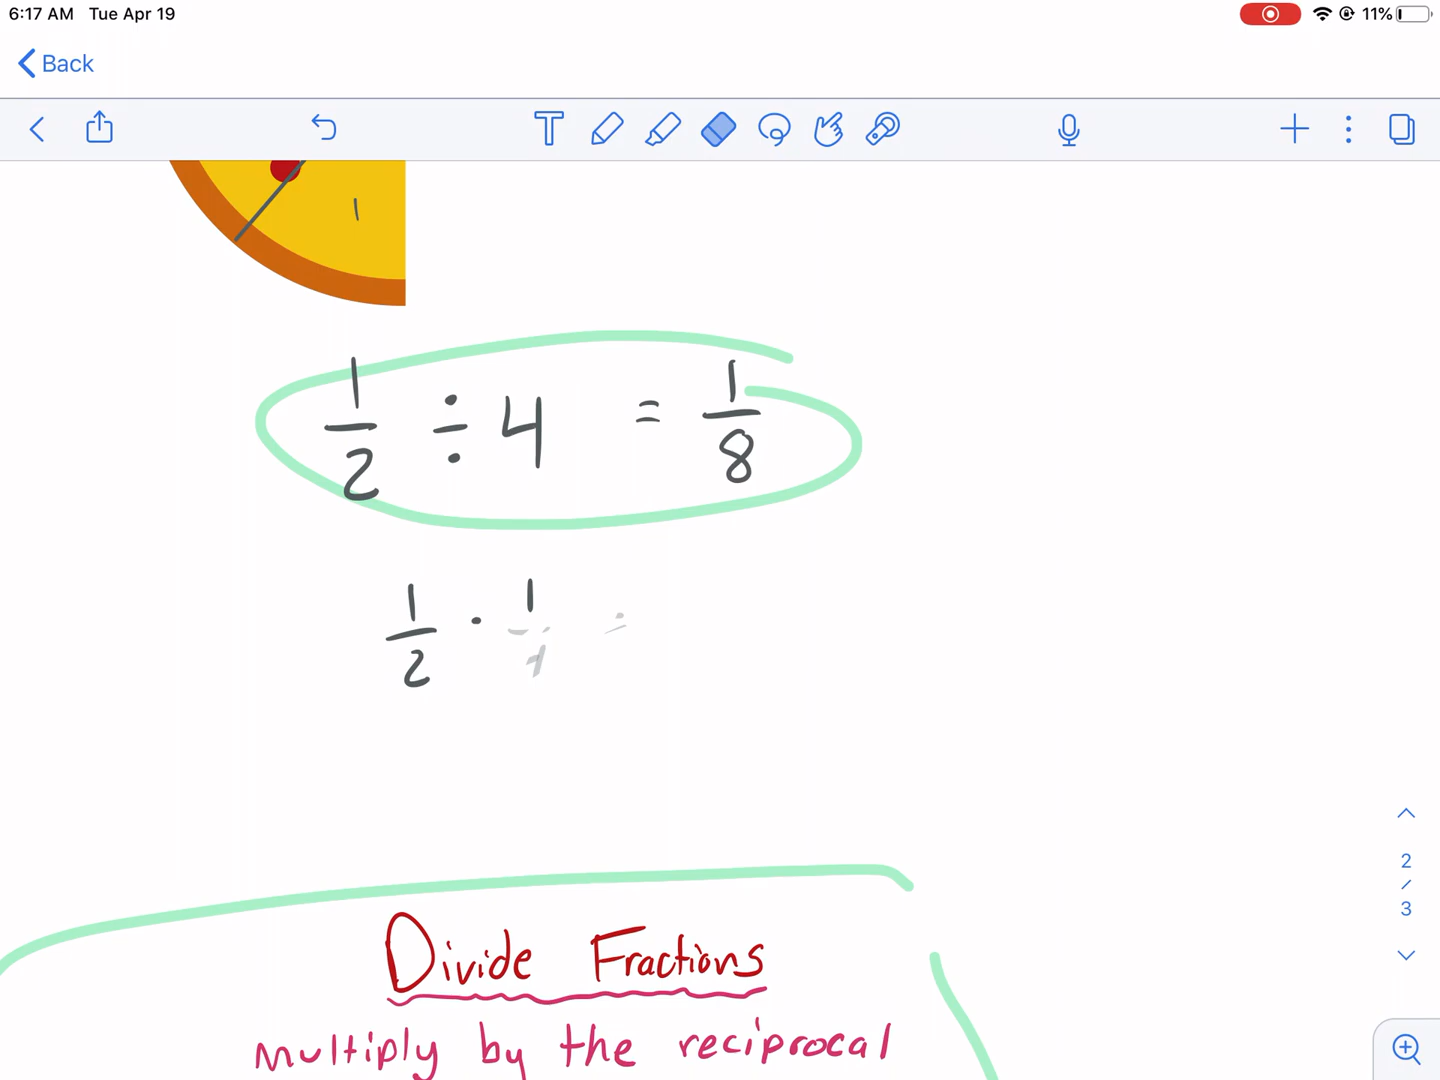 6:17 AM Tue Apr 19 11%
Back
T
1
1/2 ÷ 4 = 1/8
1/2 · 1
2
/
3
Divide Fractions
multiply by the reciprocal